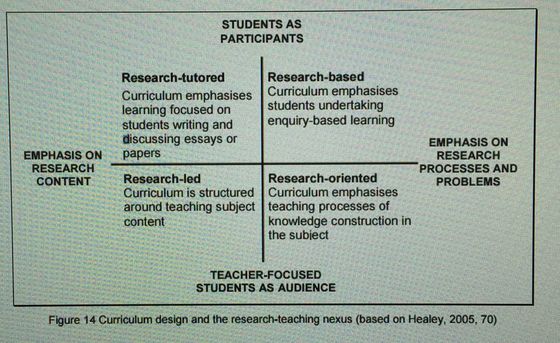 STUDENTS AS
PARTICIPANTS
Research-tutored
Curriculum emphasises
learning focused on
students writing and
discussing essays or
papers
Research-based
Curriculum emphasises
students undertaking
enquiry-based learning
EMPHASIS ON
RESEARCH
CONTENT
EMPHASIS ON
RESEARCH
PROCESSES AND
PROBLEMS
Research-led
Curriculum is structured
around teaching subject
content
Research-oriented
Curriculum emphasises
teaching processes of
knowledge construction in
the subject
TEACHER-FOCUSED
STUDENTS AS AUDIENCE
Figure 14 Curriculum design and the research-teaching nexus (based on Healey, 2005, 70)